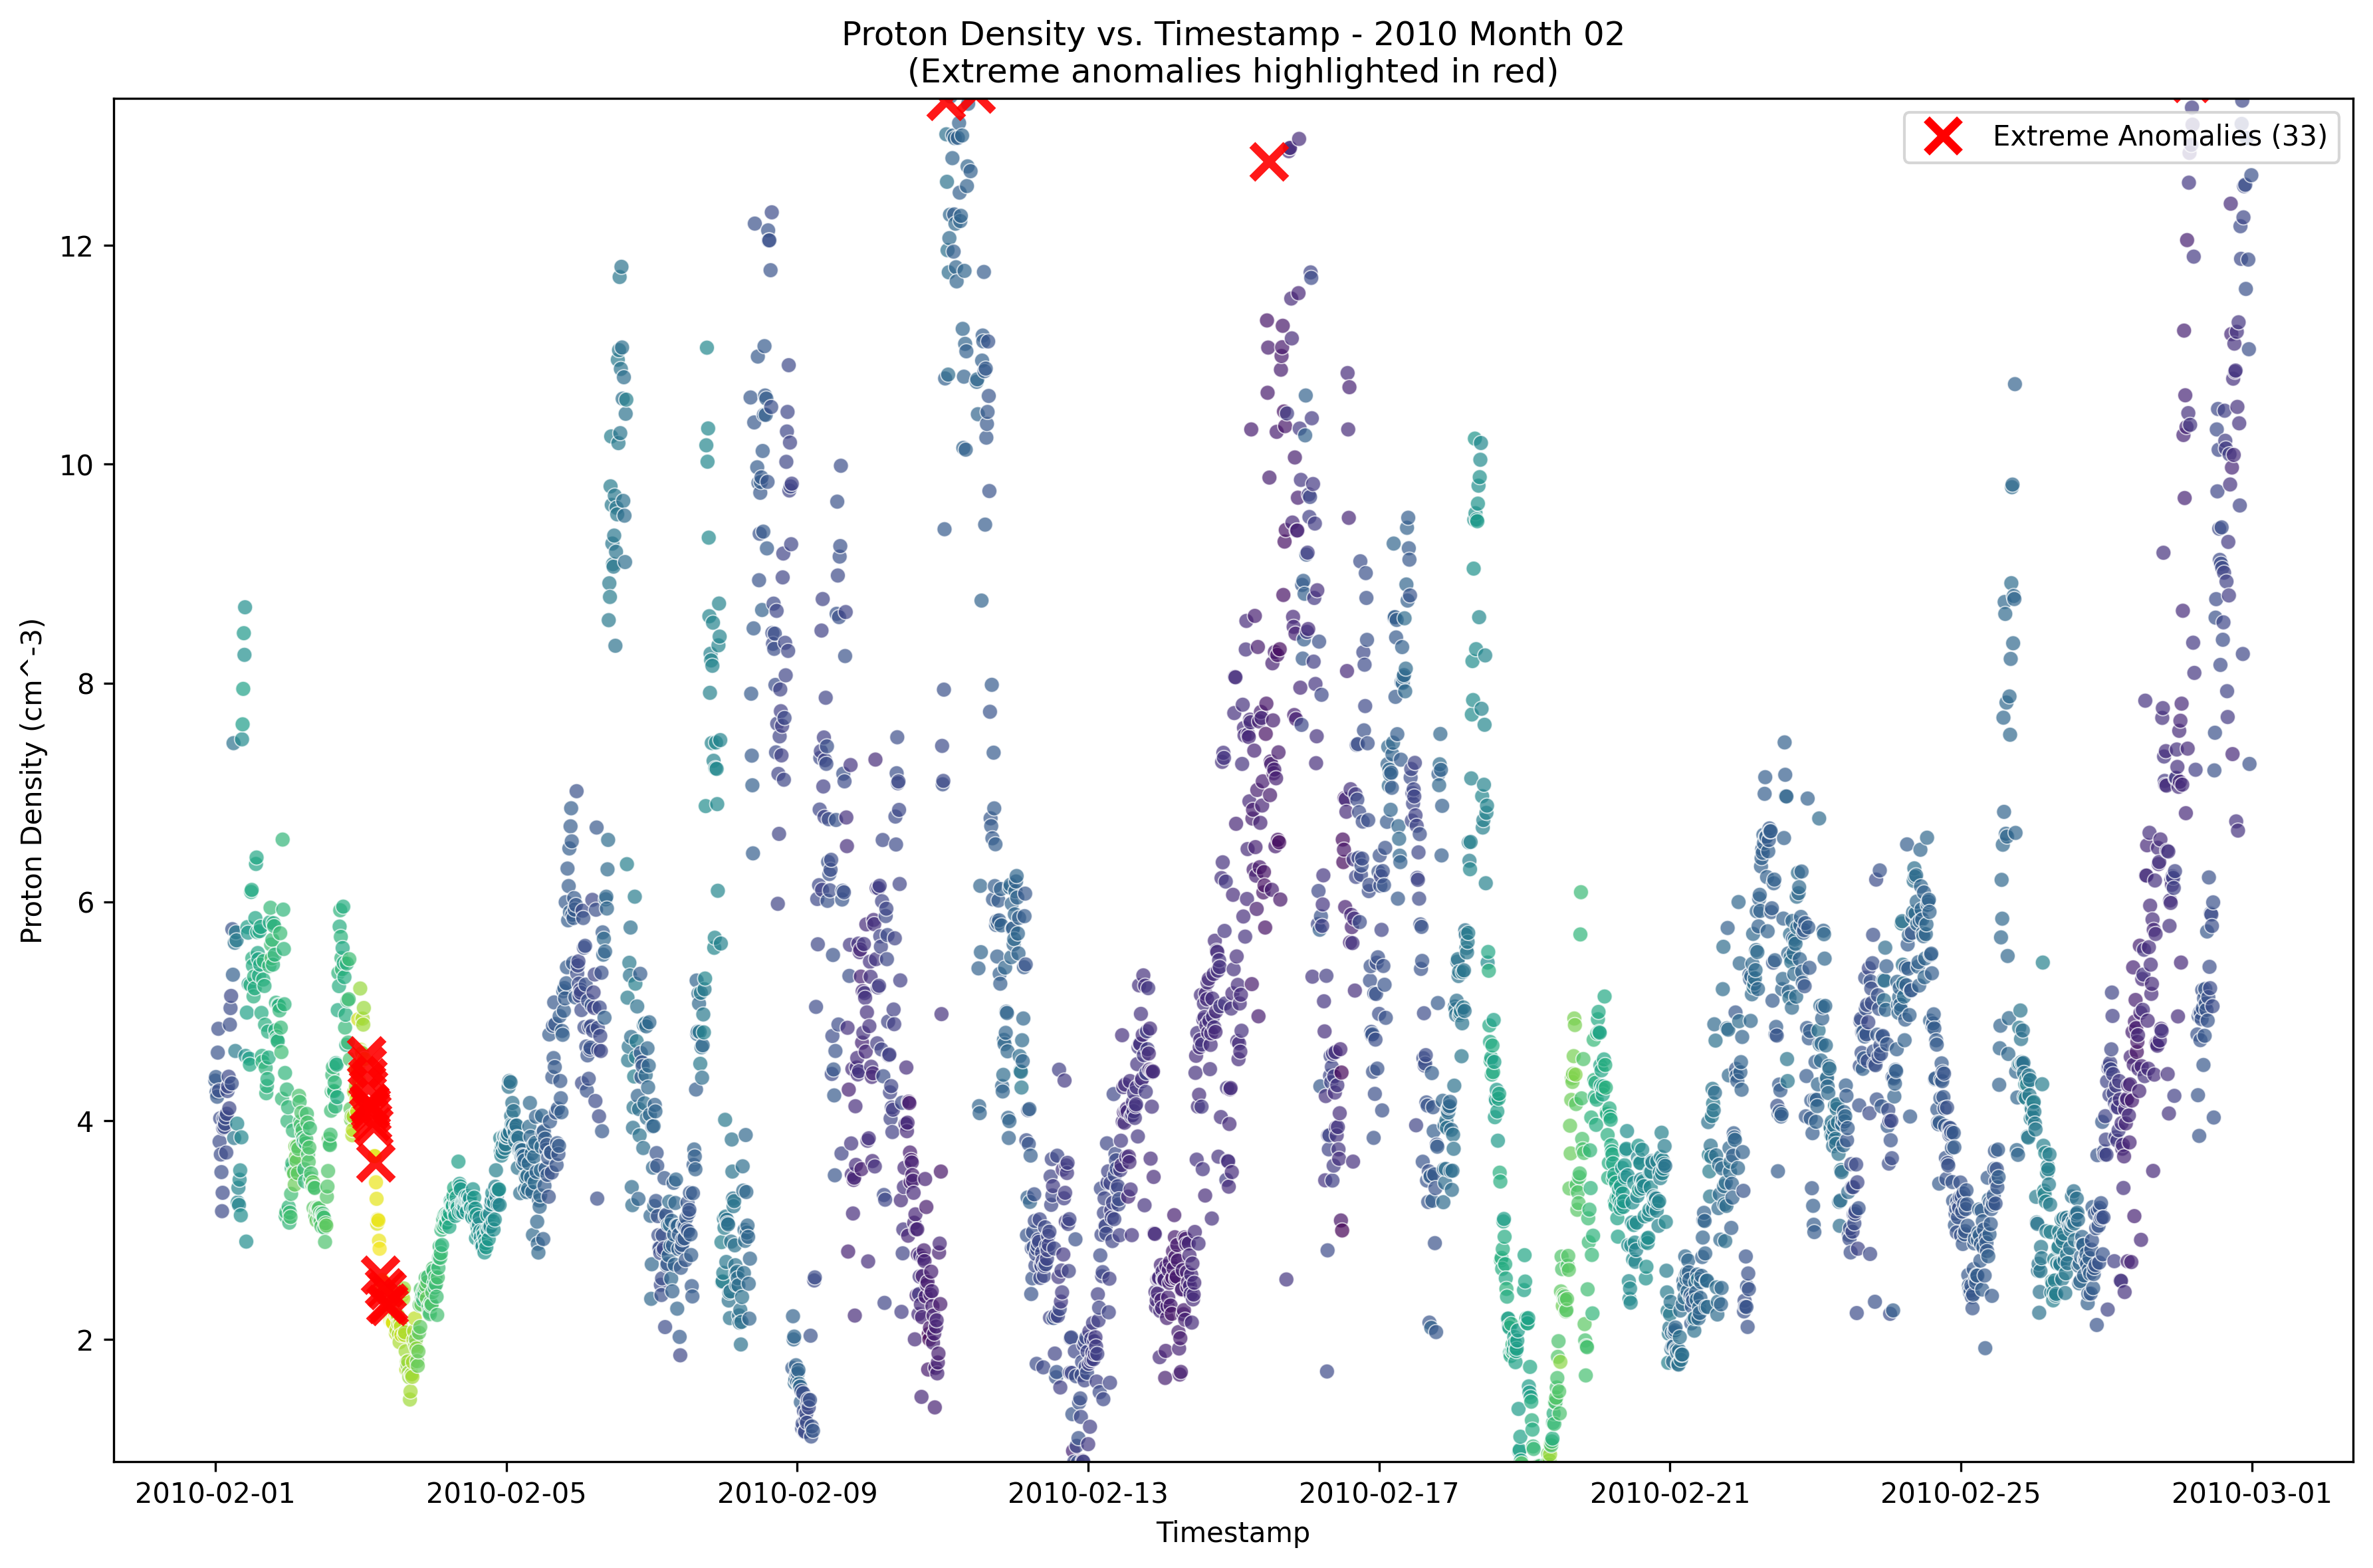 Proton Density vs. Timestamp - 2010 Month 02
(Extreme anomalies highlighted in red)
Extreme Anomalies (33)
Proton Density (cm^-3)
12
10
8
6
4
2
2010-02-01
2010-02-05
2010-02-09
2010-02-13
2010-02-17
2010-02-21
2010-02-25
2010-03-01
Timestamp